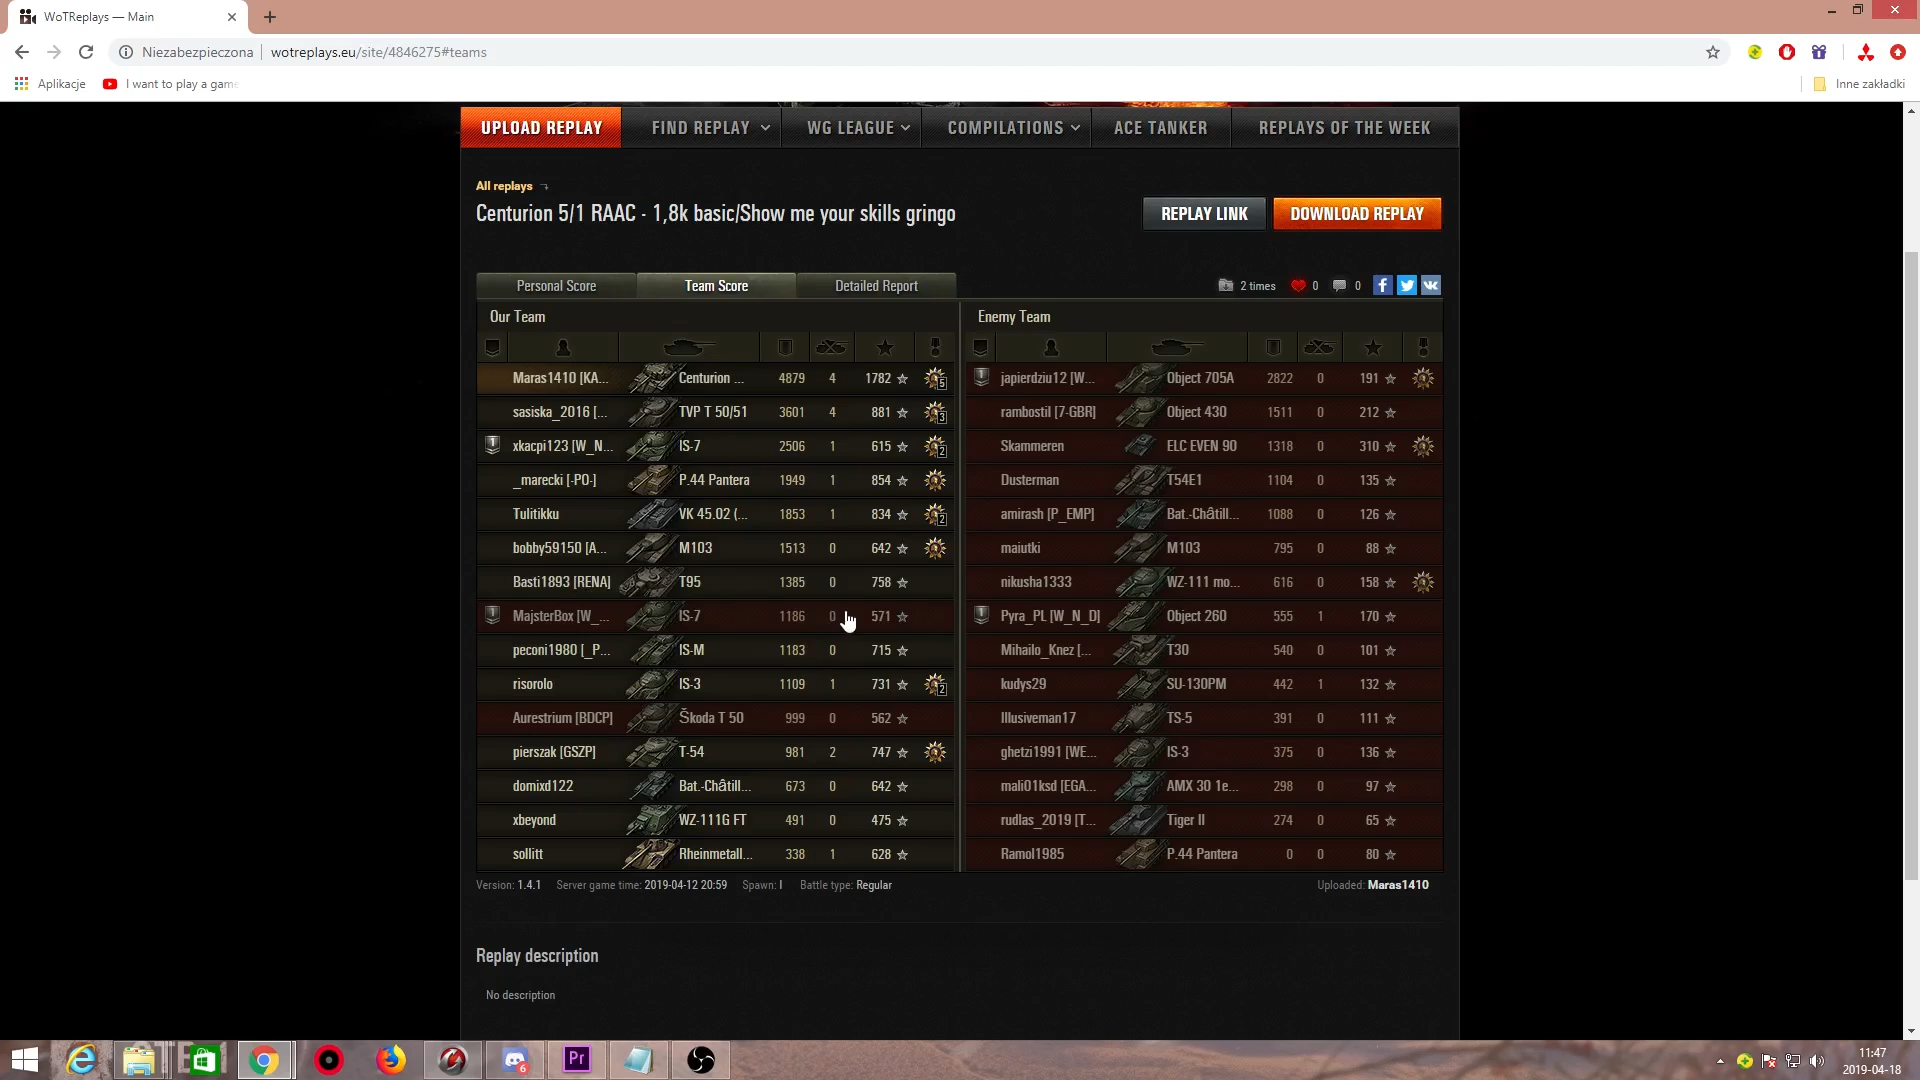 WoTReplays — Main
Niezabezpieczona wotreplays.eu/site/4846275#teams
Aplikacje I want to play a game Inne zakładki
UPLOAD REPLAY FIND REPLAY WG LEAGUE COMPILATIONS ACE TANKER REPLAYS OF THE WEEK
All replays
Centurion 5/1 RAAC - 1,8k basic/Show me your skills gringo
REPLAY LINK DOWNLOAD REPLAY
Personal Score Team Score Detailed Report 2 times 0 0
Our Team Enemy Team
Maras1410 [KA... Centurion ... 4879 4 1782 5 japierdziu12 [W... Object 705A 2822 0 191
sasiska_2016 [... TVP T 50/51 3601 4 881 3 rambostil [7-GBR] Object 430 1511 0 212
1 xkacpi123 [W_N... IS-7 2506 1 615 2 Skammeren ELC EVEN 90 1318 0 310
_marecki [-PO-] P.44 Pantera 1949 1 854 Dusterman T54E1 1104 0 135
Tulitikku VK 45.02 (... 1853 1 834 2 amirash [P_EMP] Bat.-Châtill... 1088 0 126
bobby59150 [A... M103 1513 0 642 maiutki M103 795 0 88
Basti1893 [RENA] T95 1385 0 758 nikusha1333 WZ-111 mo... 616 0 158
1 MajsterBox [W_... IS-7 1186 0 571 1 Pyra_PL [W_N_D] Object 260 555 1 170
peconi1980 [_P... IS-M 1183 0 715 Mihailo_Knez [... T30 540 0 101
risorolo IS-3 1109 1 731 2 kudys29 SU-130PM 442 1 132
Aurestrium [BDCP] Škoda T 50 999 0 562 Illusiveman17 TS-5 391 0 111
pierszak [GSZP] T-54 981 2 747 ghetzi1991 [WE... IS-3 375 0 136
domixd122 Bat.-Châtill... 673 0 642 mali01ksd [EGA... AMX 30 1e... 298 0 97
xbeyond WZ-111G FT 491 0 475 rudlas_2019 [T... Tiger II 274 0 65
sollitt Rheinmetall... 338 1 628 Ramol1985 P.44 Pantera 0 0 80
Version: 1.4.1 Server game time: 2019-04-12 20:59 Spawn: I Battle type: Regular Uploaded: Maras1410
Replay description
No description
Pr 6
11:47
2019-04-18